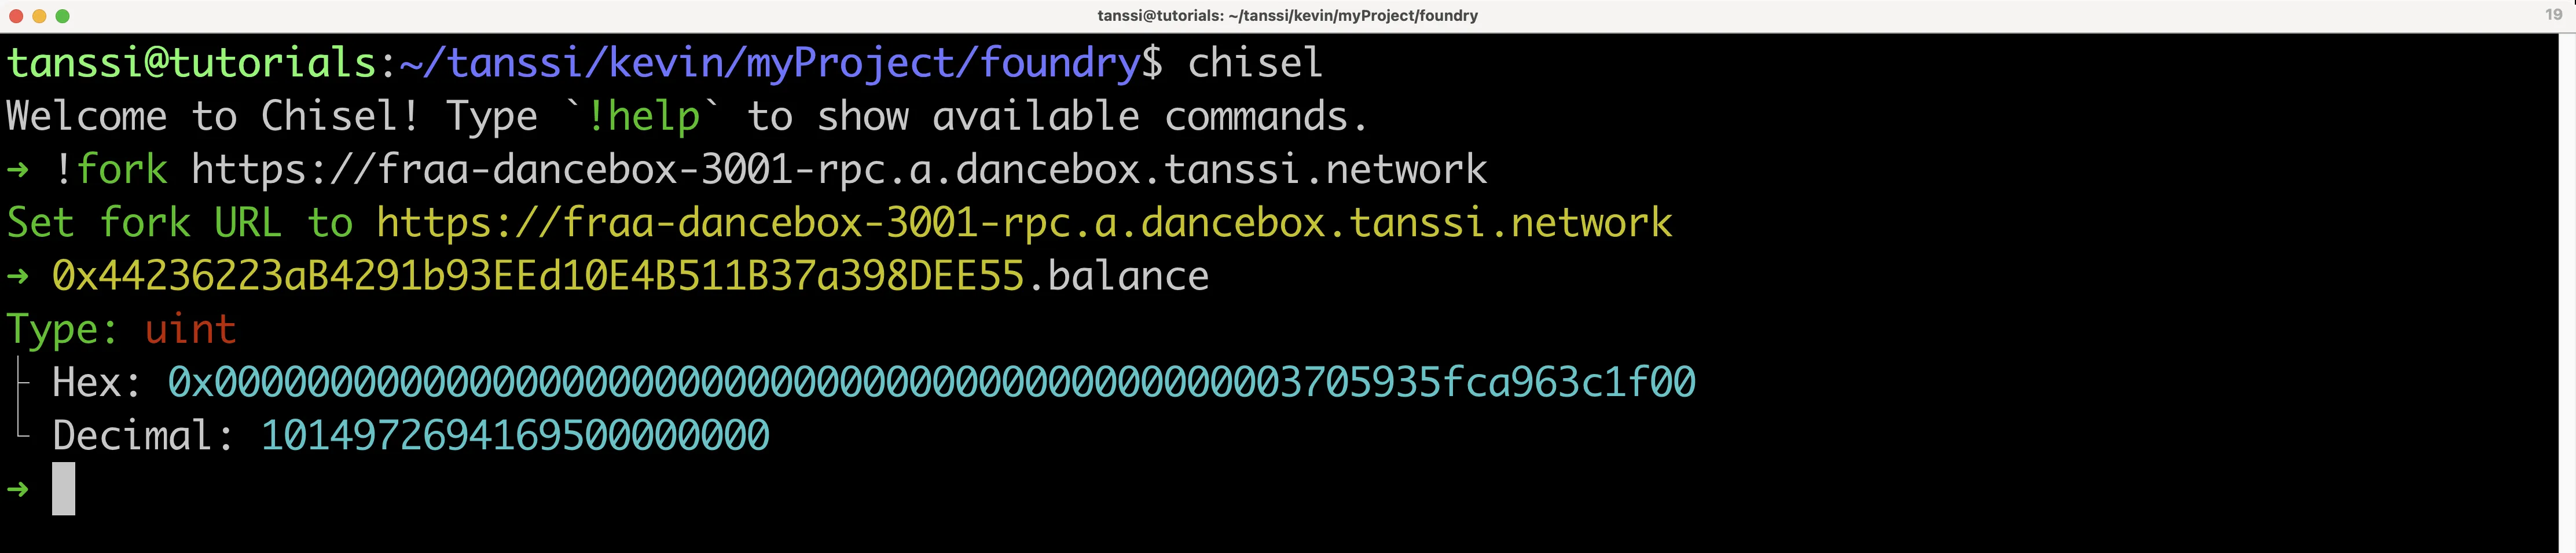 tanssi@tutorials: ~/tanssi/kevin/myProject/foundry
19
tanssi@tutorials:~/tanssi/kevin/myProject/foundry$ chisel
Welcome to Chisel! Type `!help` to show available commands.
➜ !fork https://fraa-dancebox-3001-rpc.a.dancebox.tanssi.network
Set fork URL to https://fraa-dancebox-3001-rpc.a.dancebox.tanssi.network
➜ 0x44236223aB4291b93EEd10E4B511B37a398DEE55.balance
Type: uint
├ Hex: 0x00000000000000000000000000000000000000000000003705935fca963c1f00
└ Decimal: 1014972694169500000000
➜